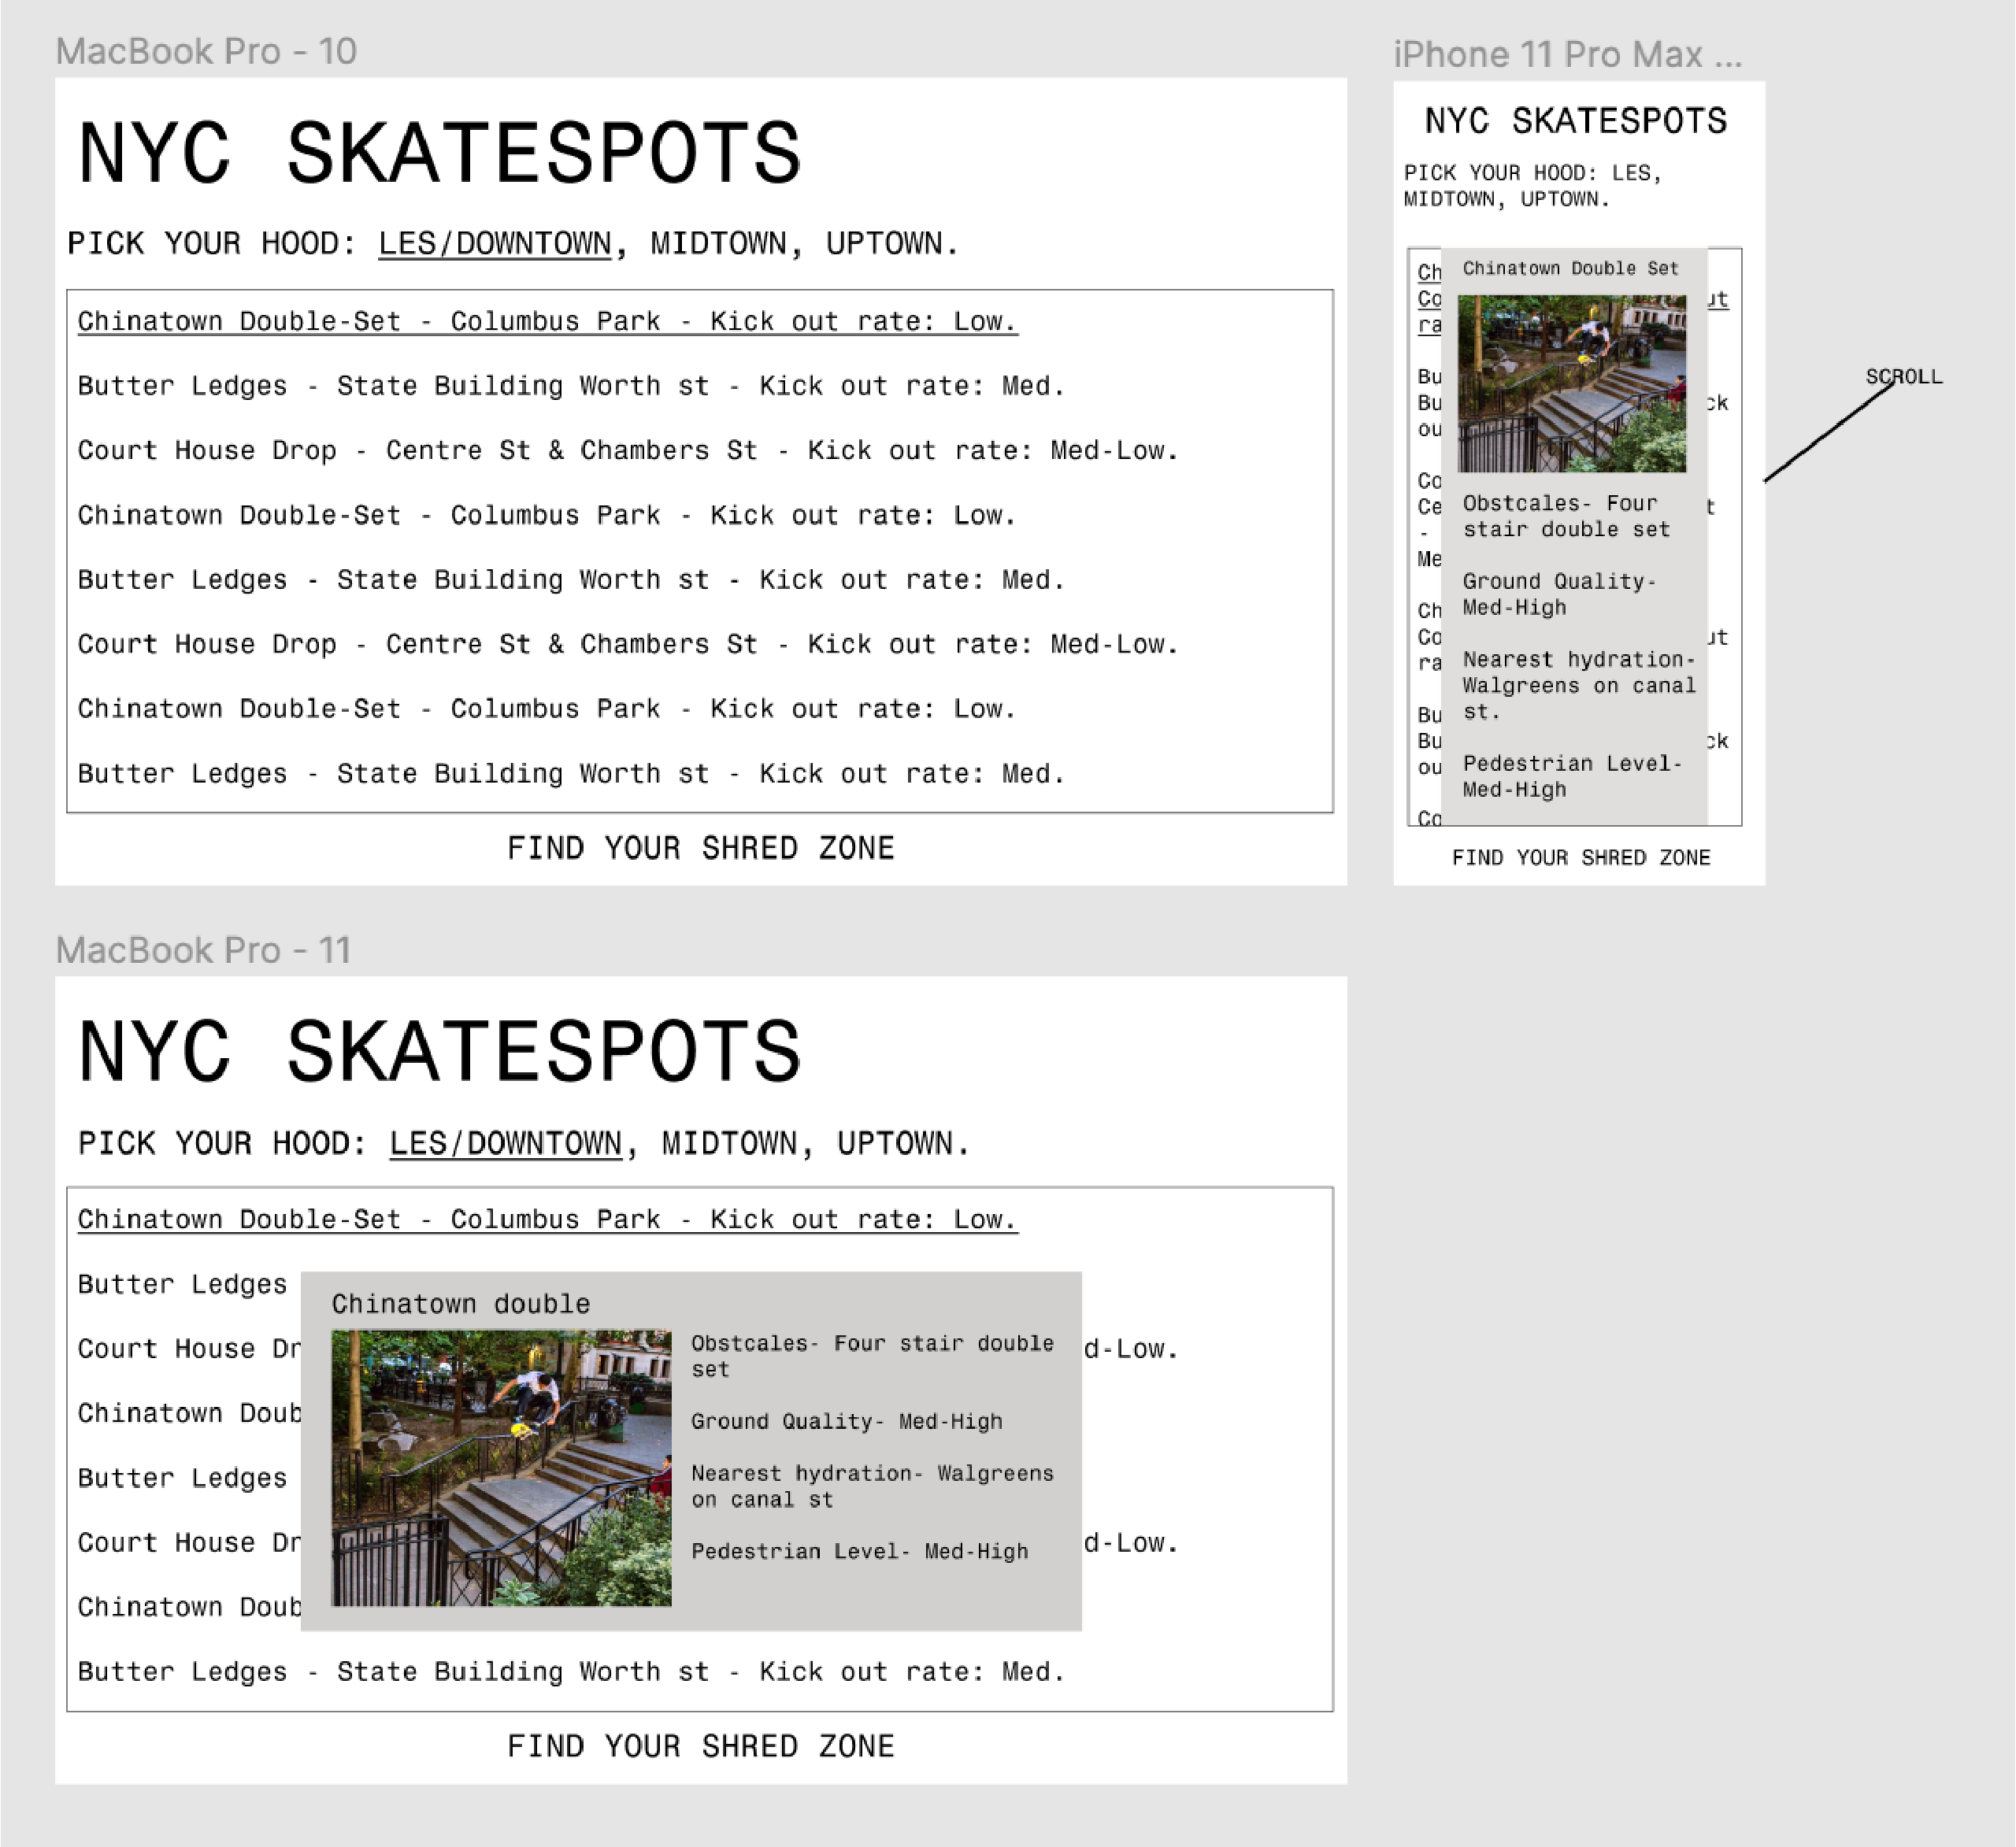 MacBook Pro - 10
NYC SKATESPOTS
PICK YOUR HOOD: LES/DOWNTOWN, MIDTOWN, UPTOWN.
Chinatown Double-Set - Columbus Park - Kick out rate: Low.
Butter Ledges - State Building Worth st - Kick out rate: Med.
Court House Drop - Centre St & Chambers St - Kick out rate: Med-Low.
Chinatown Double-Set - Columbus Park - Kick out rate: Low.
Butter Ledges - State Building Worth st - Kick out rate: Med.
Court House Drop - Centre St & Chambers St - Kick out rate: Med-Low.
Chinatown Double-Set - Columbus Park - Kick out rate: Low.
Butter Ledges - State Building Worth st - Kick out rate: Med.
FIND YOUR SHRED ZONE
iPhone 11 Pro Max ...
NYC SKATESPOTS
PICK YOUR HOOD: LES,
MIDTOWN, UPTOWN.
Ch
Co ut
ra
Bu
Bu ck
ou
Co
Ce t
-
Me
Ch
Co ut
ra
Bu
Bu ck
ou
Co
Chinatown Double Set
Obstcales- Four
stair double set
Ground Quality-
Med-High
Nearest hydration-
Walgreens on canal
st.
Pedestrian Level-
Med-High
FIND YOUR SHRED ZONE
SCROLL
MacBook Pro - 11
NYC SKATESPOTS
PICK YOUR HOOD: LES/DOWNTOWN, MIDTOWN, UPTOWN.
Chinatown Double-Set - Columbus Park - Kick out rate: Low.
Butter Ledges
Court House Dr d-Low.
Chinatown Doub
Butter Ledges
Court House Dr d-Low.
Chinatown Doub
Butter Ledges - State Building Worth st - Kick out rate: Med.
Chinatown double
Obstcales- Four stair double
set
Ground Quality- Med-High
Nearest hydration- Walgreens
on canal st
Pedestrian Level- Med-High
FIND YOUR SHRED ZONE